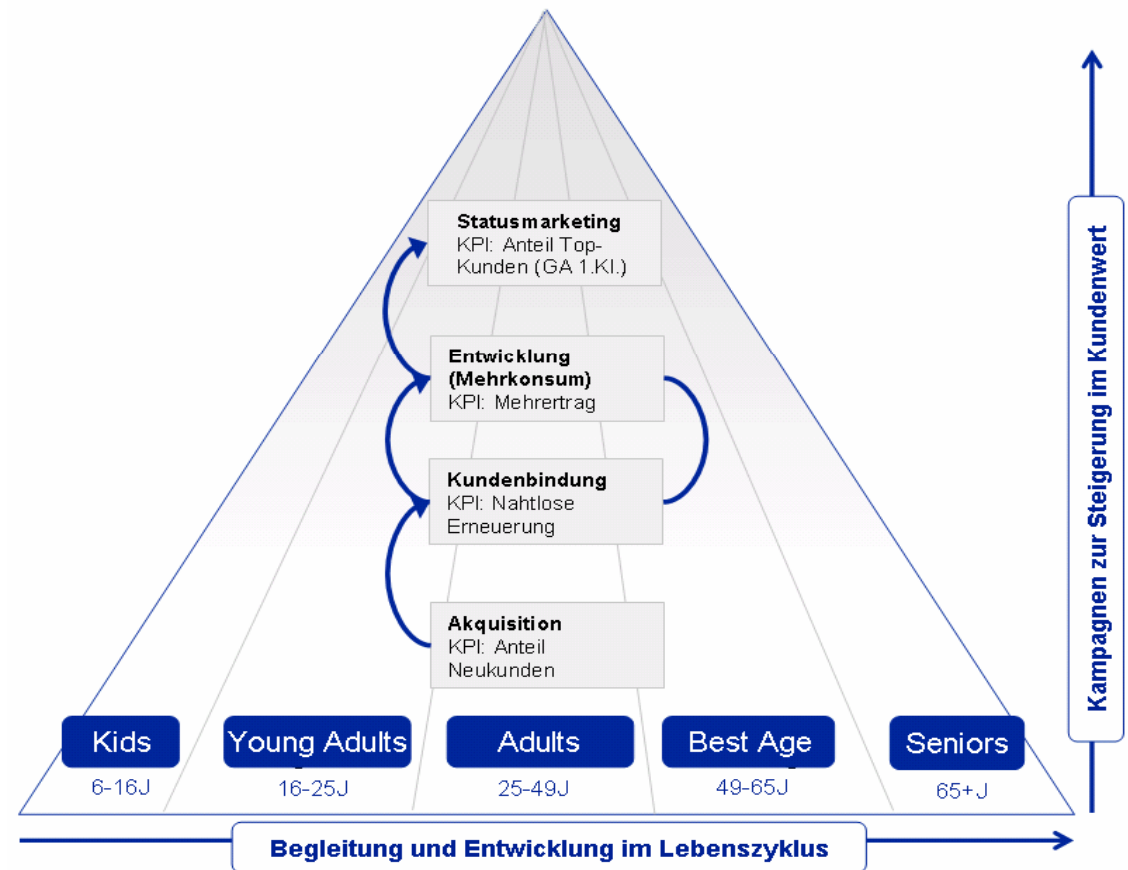 Statusmarketing
KPI: Anteil Top-
Kunden (GA 1.Kl.)
Entwicklung
(Mehrkonsum)
KPI: Mehrertrag
Kundenbindung
KPI: Nahtlose
Erneuerung
Akquisition
KPI: Anteil
Neukunden
Kids
Young Adults
Adults
Best Age
Seniors
6-16J
16-25J
25-49J
49-65J
65+J
Begleitung und Entwicklung im Lebenszyklus
Kampagnen zur Steigerung im Kundenwert